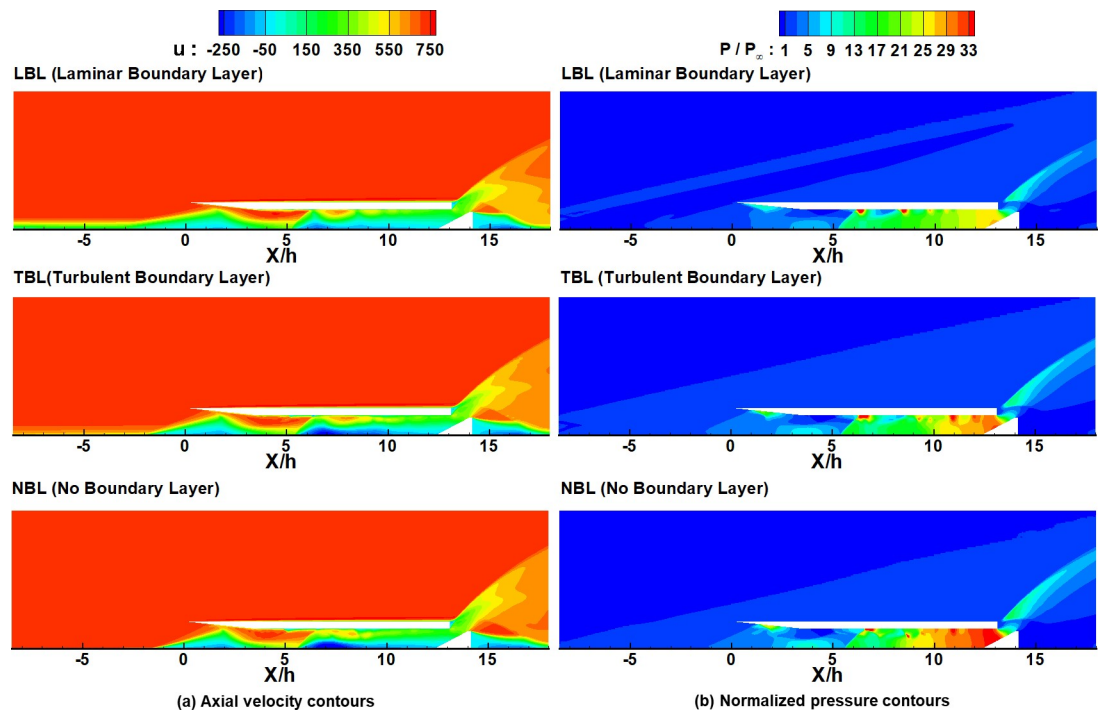 u : -250 -50 150 350 550 750
P / P∞ : 1 5 9 13 17 21 25 29 33
LBL (Laminar Boundary Layer)
LBL (Laminar Boundary Layer)
-5 0 5 10 15
X/h
-5 0 5 10 15
X/h
TBL(Turbulent Boundary Layer)
TBL (Turbulent Boundary Layer)
-5 0 5 10 15
X/h
-5 0 5 10 15
X/h
NBL (No Boundary Layer)
NBL (No Boundary Layer)
-5 0 5 10 15
X/h
-5 0 5 10 15
X/h
(a) Axial velocity contours
(b) Normalized pressure contours